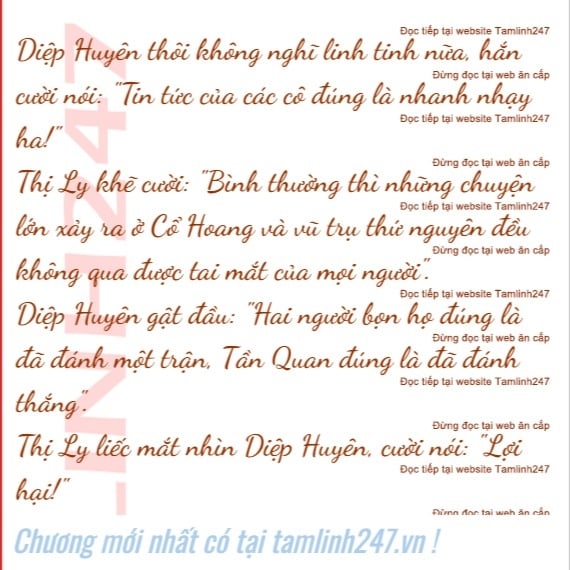 Đọc tiếp tại website Tamlinh247
Diệp Huyên thôi không nghĩ linh tinh nữa, hắn
Đừng đọc tại web ăn cắp
cười nói: "Tin tức của các cô đúng là nhanh nhạy
Đọc tiếp tại website Tamlinh247
ha!"
Đừng đọc tại web ăn cắp
Thị Ly khẽ cười: "Bình thường thì những chuyện
Đọc tiếp tại website Tamlinh247
lớn xảy ra ở Cổ Hoang và vũ trụ thứ nguyên đều
Đừng đọc tại web ăn cắp
không qua được tai mắt của mọi người".
Đọc tiếp tại website Tamlinh247
Diệp Huyên gật đầu: "Hai người bọn họ đúng là
Đừng đọc tại web ăn cắp
đã đánh một trận, Tần Quan đúng là đã đánh
Đọc tiếp tại website Tamlinh247
thắng".
Đừng đọc tại web ăn cắp
Thị Ly liếc mắt nhìn Diệp Huyên, cười nói: "Lợi
Đọc tiếp tại website Tamlinh247
hại!"
Đừng đọc tại web ăn cắp
INH247
Chương mới nhất có tại tamlinh247.vn !